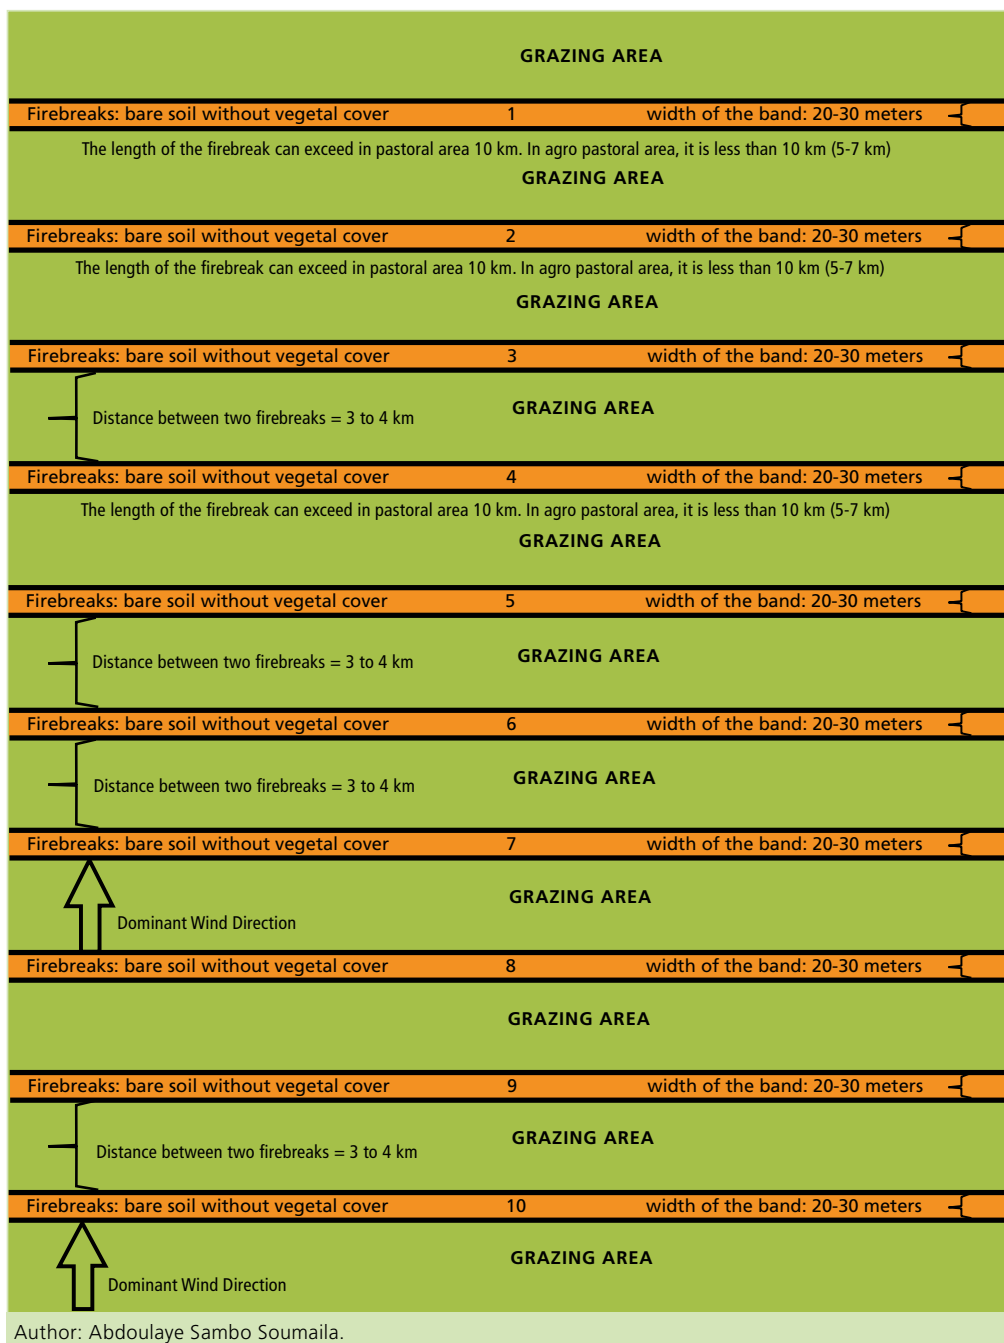 GRAZING AREA
Firebreaks: bare soil without vegetal cover 1 width of the band: 20-30 meters
The length of the firebreak can exceed in pastoral area 10 km. In agro pastoral area, it is less than 10 km (5-7 km)
GRAZING AREA
Firebreaks: bare soil without vegetal cover 2 width of the band: 20-30 meters
The length of the firebreak can exceed in pastoral area 10 km. In agro pastoral area, it is less than 10 km (5-7 km)
GRAZING AREA
Firebreaks: bare soil without vegetal cover 3 width of the band: 20-30 meters
GRAZING AREA
Distance between two firebreaks = 3 to 4 km
Firebreaks: bare soil without vegetal cover 4 width of the band: 20-30 meters
The length of the firebreak can exceed in pastoral area 10 km. In agro pastoral area, it is less than 10 km (5-7 km)
GRAZING AREA
Firebreaks: bare soil without vegetal cover 5 width of the band: 20-30 meters
GRAZING AREA
Distance between two firebreaks = 3 to 4 km
Firebreaks: bare soil without vegetal cover 6 width of the band: 20-30 meters
GRAZING AREA
Distance between two firebreaks = 3 to 4 km
Firebreaks: bare soil without vegetal cover 7 width of the band: 20-30 meters
GRAZING AREA
Dominant Wind Direction
Firebreaks: bare soil without vegetal cover 8 width of the band: 20-30 meters
GRAZING AREA
Firebreaks: bare soil without vegetal cover 9 width of the band: 20-30 meters
GRAZING AREA
Distance between two firebreaks = 3 to 4 km
Firebreaks: bare soil without vegetal cover 10 width of the band: 20-30 meters
GRAZING AREA
Dominant Wind Direction
Author: Abdoulaye Sambo Soumaila.